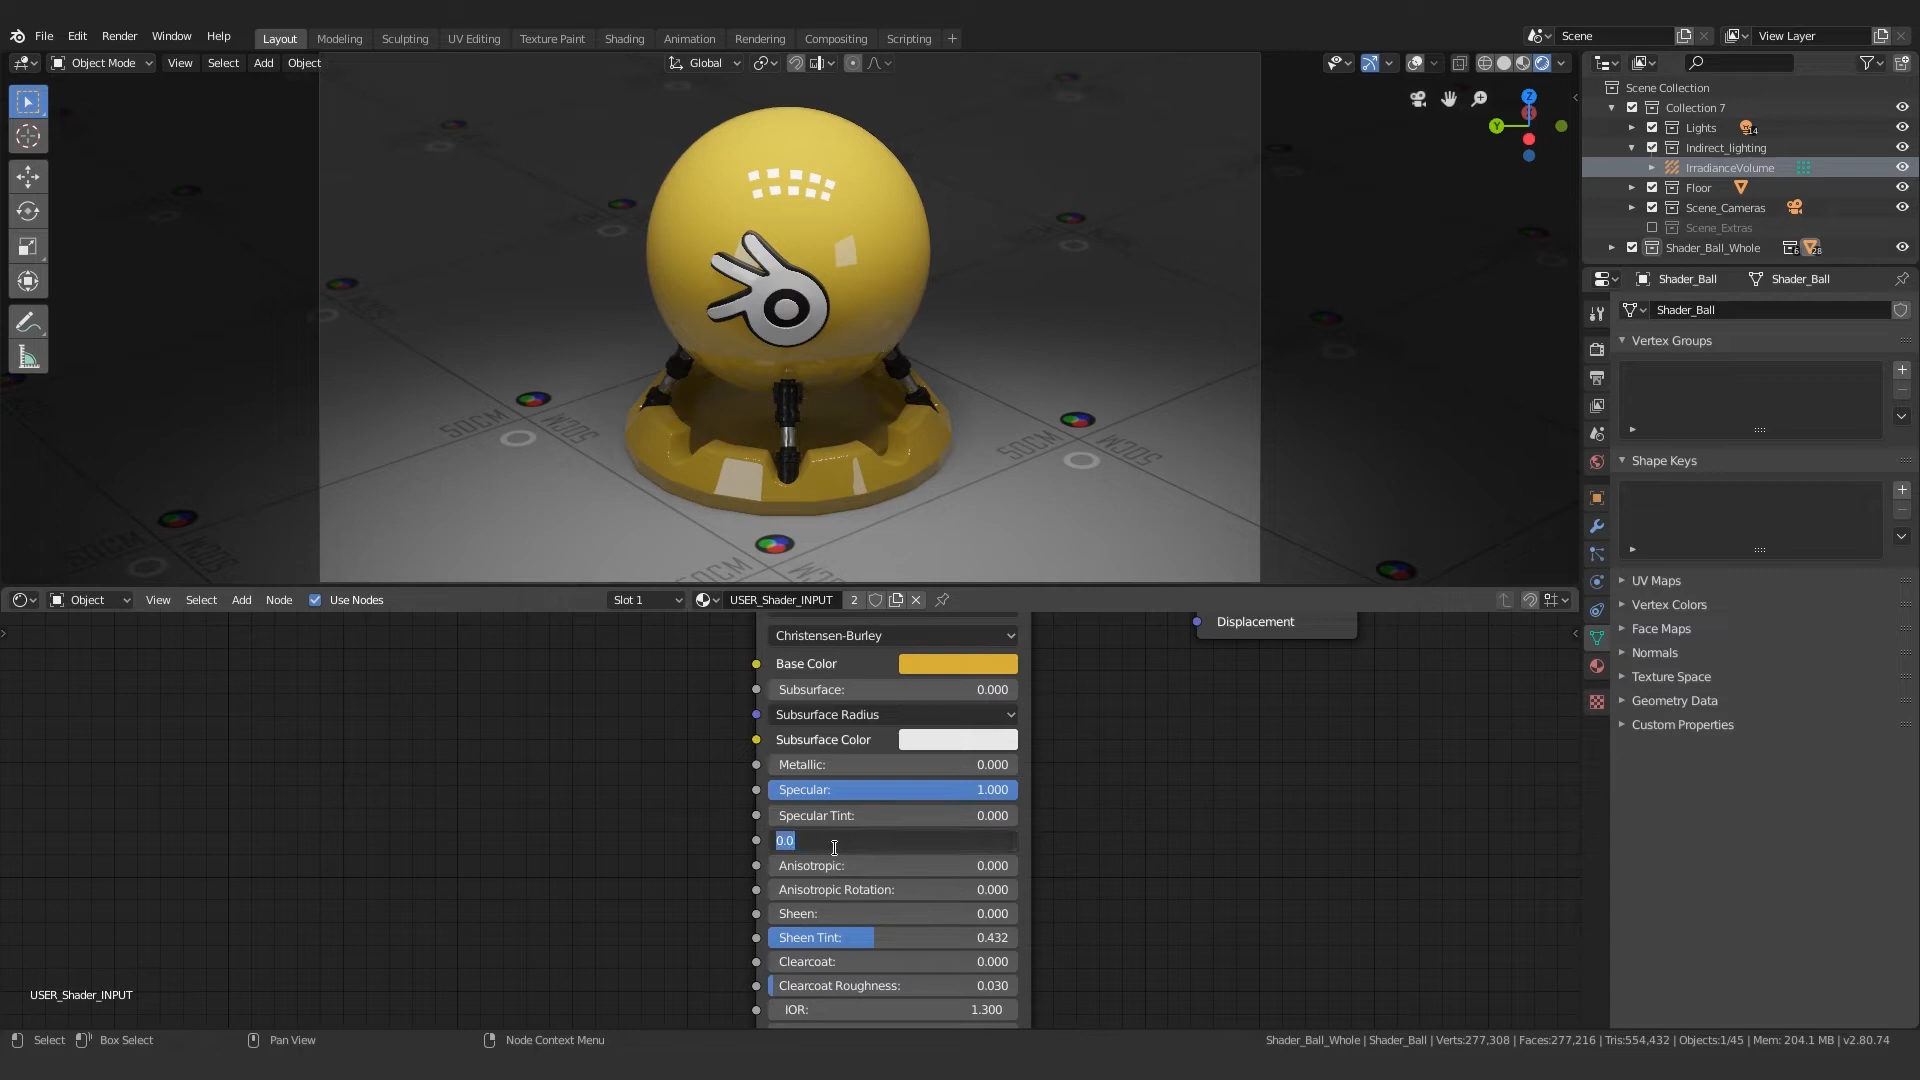 File Edit Render Window Help Layout Modeling Sculpting UV Editing Texture Paint Shading Animation Rendering Compositing Scripting + Scene View Layer
Object Mode View Select Add Object Global
Z
Y
Scene Collection
Collection 7
Lights 14
Indirect_lighting
IrradianceVolume
Floor
Scene_Cameras
Scene_Extras
Shader_Ball_Whole 6 28
Shader_Ball Shader_Ball
Shader_Ball
Vertex Groups
Shape Keys
UV Maps
Vertex Colors
Face Maps
Normals
Texture Space
Geometry Data
Custom Properties
50CM 50CM
50CM 50CM
Object View Select Add Node Use Nodes Slot 1 USER_Shader_INPUT 2
Displacement
Christensen-Burley
Base Color
Subsurface: 0.000
Subsurface Radius
Subsurface Color
Metallic: 0.000
Specular: 1.000
Specular Tint: 0.000
0.0
Anisotropic: 0.000
Anisotropic Rotation: 0.000
Sheen: 0.000
Sheen Tint: 0.432
Clearcoat: 0.000
Clearcoat Roughness: 0.030
IOR: 1.300
USER_Shader_INPUT
Select Box Select Pan View Node Context Menu Shader_Ball_Whole | Shader_Ball | Verts:277,308 | Faces:277,216 | Tris:554,432 | Objects:1/45 | Mem: 204.1 MB | v2.80.74